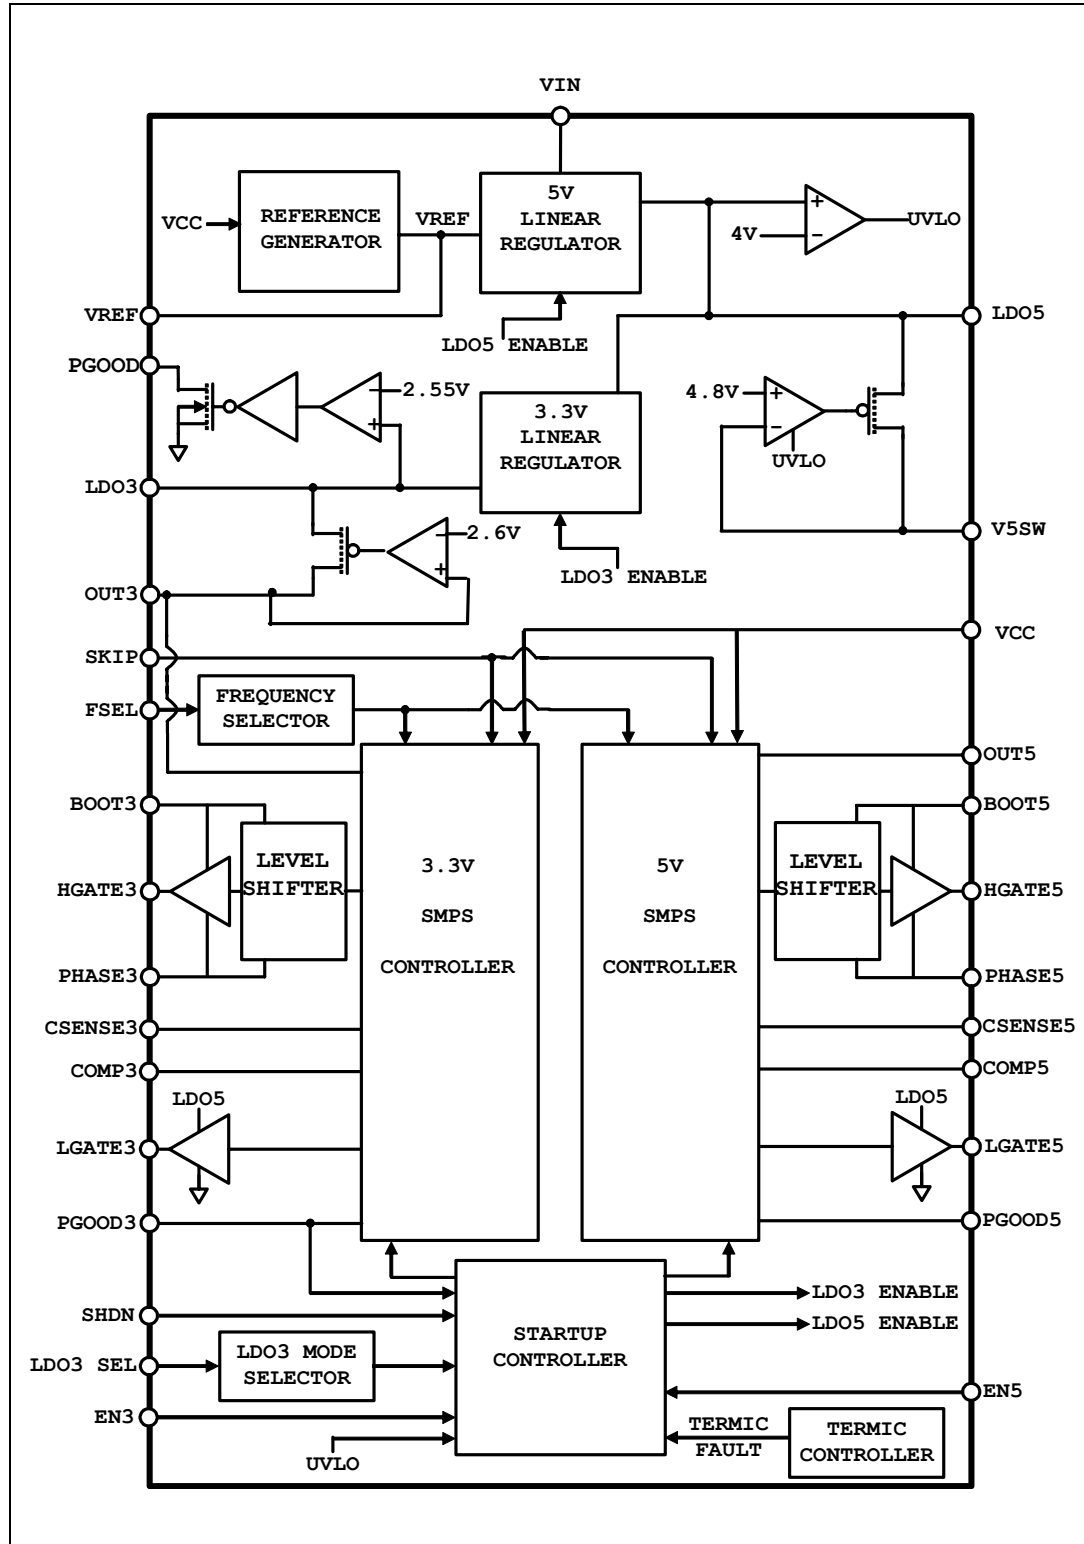 VIN
5V
LINEAR
REGULATOR
REFERENCE
GENERATOR
VCC
VREF
+
4V
−
UVLO
VREF
LDO5
LDO5 ENABLE
PGOOD
−
2.55V
+
3.3V
LINEAR
REGULATOR
4.8V
+
−
UVLO
LDO3
−
2.6V
+
LDO3 ENABLE
V5SW
OUT3
VCC
SKIP
FSEL
FREQUENCY
SELECTOR
OUT5
BOOT3
BOOT5
LEVEL
SHIFTER
3.3V
SMPS
CONTROLLER
5V
SMPS
CONTROLLER
LEVEL
SHIFTER
HGATE3
HGATE5
PHASE3
PHASE5
CSENSE3
CSENSE5
COMP3
COMP5
LDO5
LDO5
LGATE3
LGATE5
PGOOD3
PGOOD5
LDO3 ENABLE
SHDN
LDO5 ENABLE
STARTUP
CONTROLLER
LDO3 SEL
LDO3 MODE
SELECTOR
EN5
EN3
TERMIC
FAULT
TERMIC
CONTROLLER
UVLO